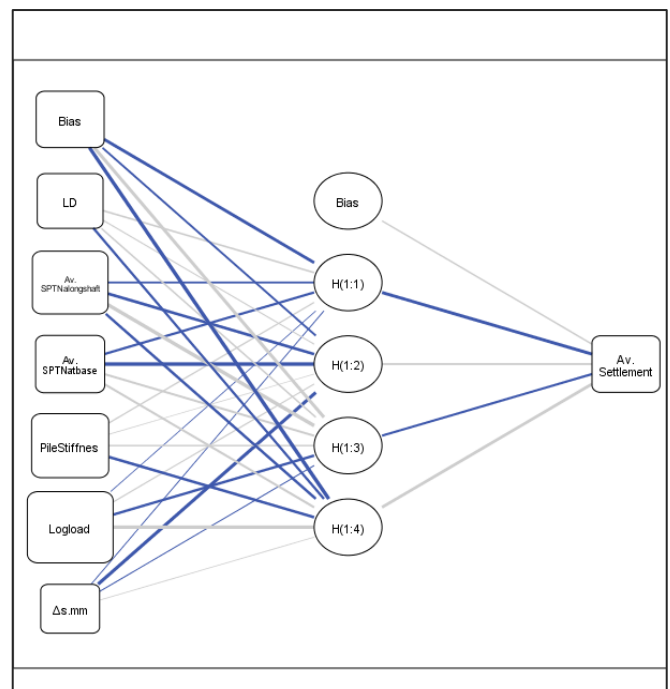 Bias
LD
Av.
SPTNalongshaft
Av.
SPTNatbase
PileStiffnes
Logload
Δs.mm
Bias
H(1:1)
H(1:2)
H(1:3)
H(1:4)
Av.
Settlement